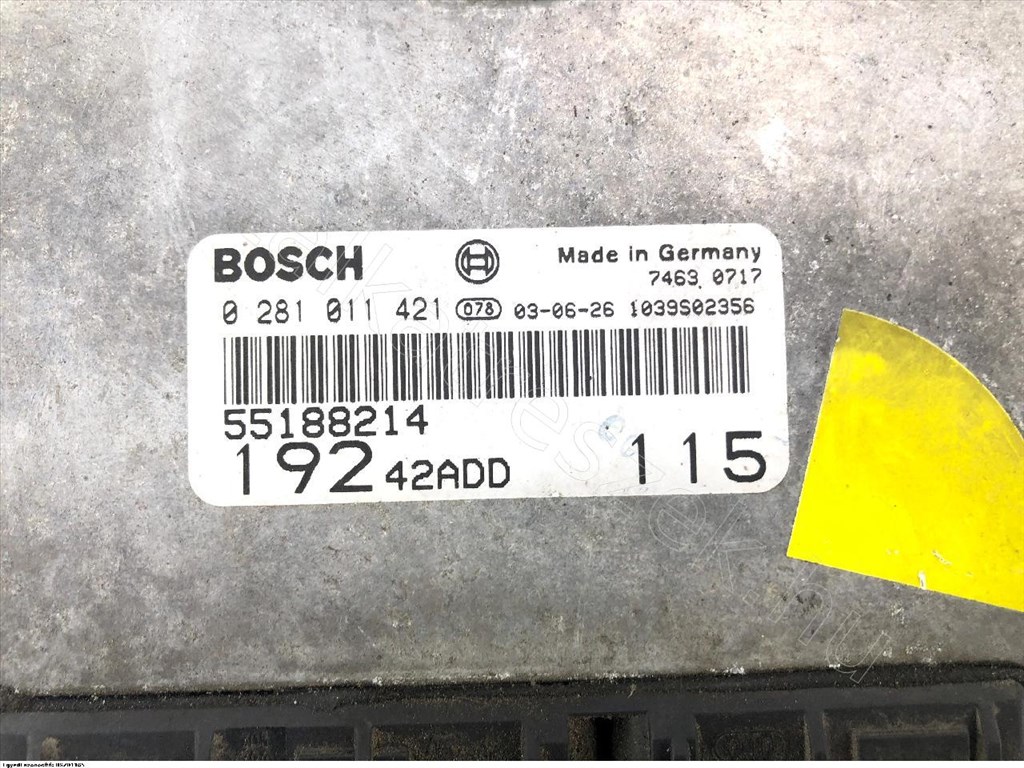 BOSCH
Made in Germany
7463 0717
0 281 011 421 078 03-06-26 1039S02356
55188214
192 42ADD 115